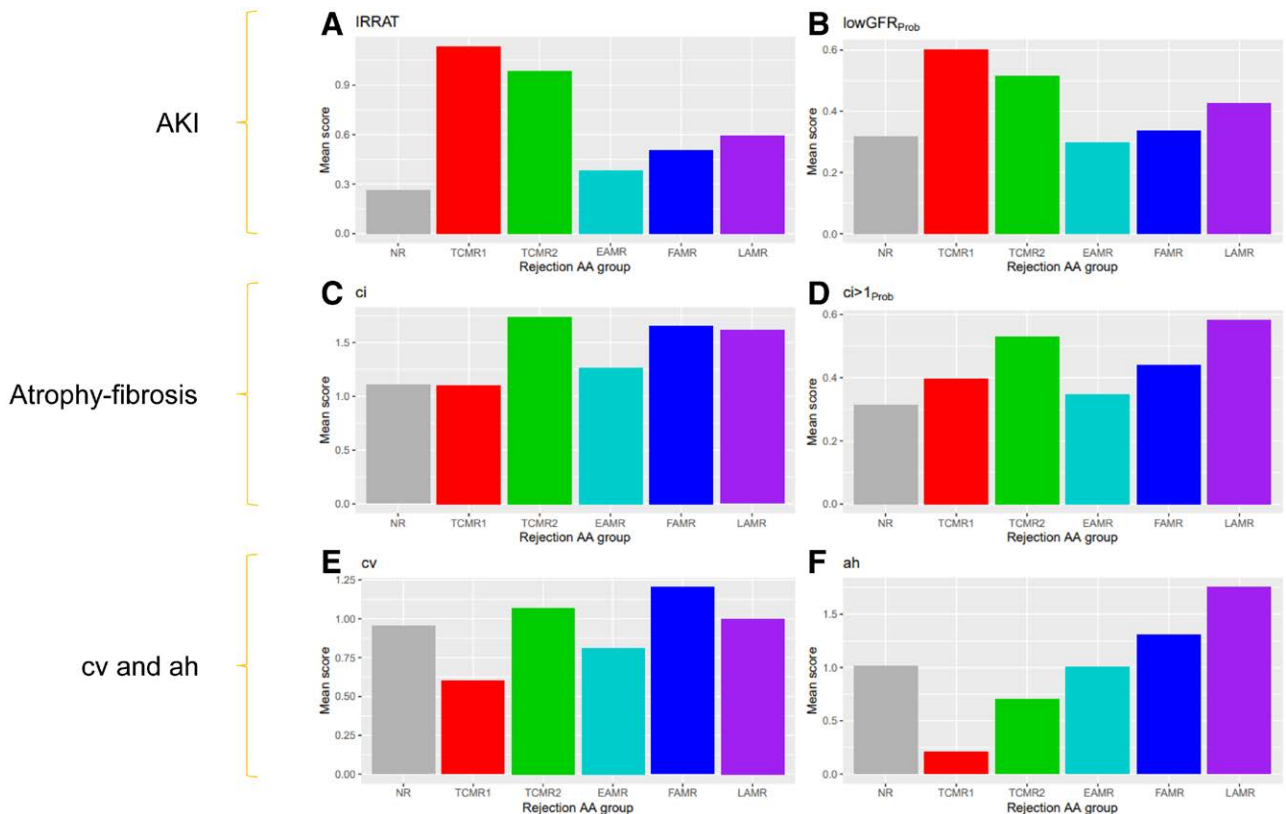 AKI
A IRRAT
Mean score
0.9
0.6
0.3
0.0
NR TCMR1 TCMR2 EAMR FAMR LAMR
Rejection AA group
B lowGFRProb
Mean score
0.6
0.4
0.2
0.0
NR TCMR1 TCMR2 EAMR FAMR LAMR
Rejection AA group
Atrophy-fibrosis
C ci
Mean score
1.5
1.0
0.5
0.0
NR TCMR1 TCMR2 EAMR FAMR LAMR
Rejection AA group
D ci>1Prob
Mean score
0.6
0.4
0.2
0.0
NR TCMR1 TCMR2 EAMR FAMR LAMR
Rejection AA group
cv and ah
E cv
Mean score
1.25
1.00
0.75
0.50
0.25
0.00
NR TCMR1 TCMR2 EAMR FAMR LAMR
Rejection AA group
F ah
Mean score
1.5
1.0
0.5
0.0
NR TCMR1 TCMR2 EAMR FAMR LAMR
Rejection AA group